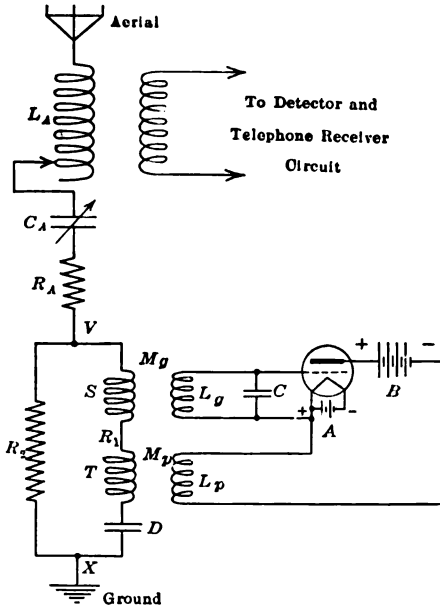 Aerial
L_A
To Detector and
Telephone Receiver
Circuit
C_A
R_A
V
+ -
M_g
S
L_g
C
B
R_2
R_1
+ -
A
M_p
T
L_p
D
X
Ground